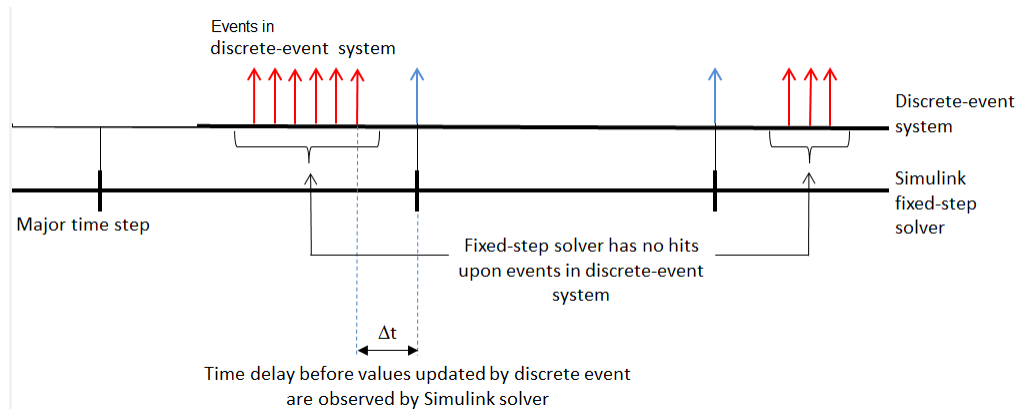 Events in
discrete-event system
Discrete-event
system
Simulink
fixed-step
solver
Major time step
Fixed-step solver has no hits
upon events in discrete-event
system
Δt
Time delay before values updated by discrete event
are observed by Simulink solver